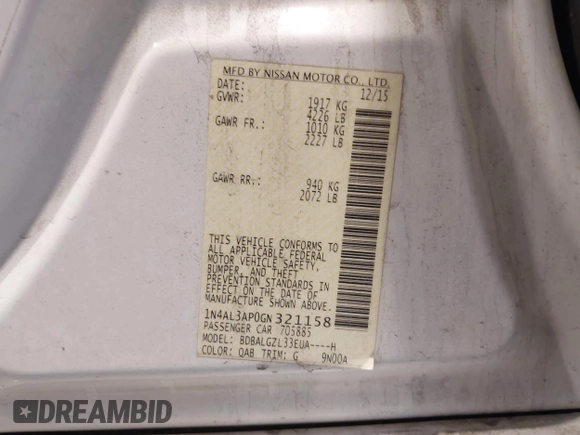 MFD BY NISSAN MOTOR CO., LTD.
DATE: 12/15
GVWR: 1917 KG
4226 LB
GAWR FR.: 1010 KG
2227 LB
GAWR RR.: 940 KG
2072 LB
THIS VEHICLE CONFORMS TO
ALL APPLICABLE FEDERAL
MOTOR VEHICLE SAFETY,
BUMPER, AND THEFT
PREVENTION STANDARDS IN
EFFECT ON THE DATE OF
MANUFACTURE SHOWN ABOVE.
1N4AL3AP0GN321158
PASSENGER CAR 705885
MODEL: BDBALGZL33EUA----H
COLOR: QAB TRIM: G 9N00A
DREAMBID